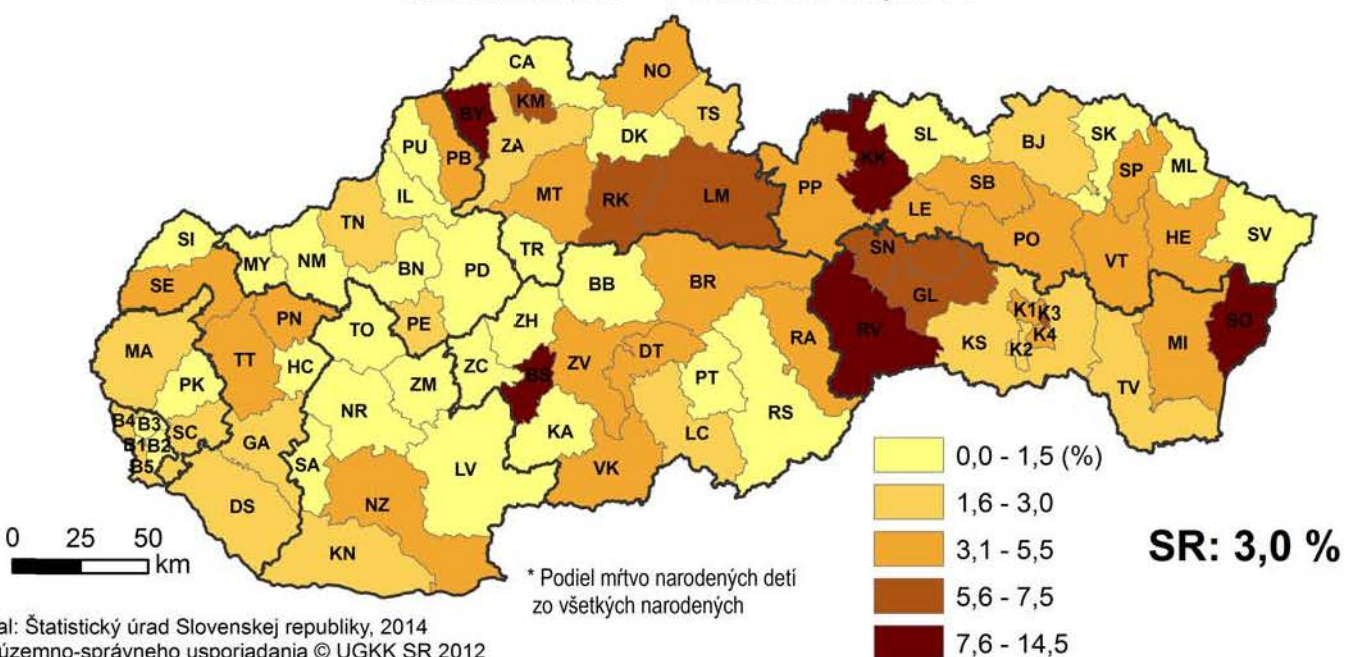 CA
NO
BY
KM
TS
PU
PB
ZA
DK
SL
BJ
SK
ML
SP
KK
IL
MT
RK
LM
PP
SB
LE
TN
SI
MY
NM
BN
PD
TR
SN
PO
VT
HE
SV
SE
BB
BR
GL
PN
TO
PE
ZH
RA
RV
KS
K1
K3
K4
K2
MI
SO
MA
TT
HC
ZM
ZC
BS
ZV
DT
PT
TV
PK
NR
RS
B4
B3
B1
B2
B5
SC
GA
SA
LV
KA
LC
VK
DS
NZ
KN
0 25 50
km
0,0 - 1,5 (%)
1,6 - 3,0
3,1 - 5,5
5,6 - 7,5
7,6 - 14,5
SR: 3,0 %
* Podiel mŕtvo narodených detí
zo všetkých narodených
al: Štatistický úrad Slovenskej republiky, 2014
územno-správneho usporiadania © UGKK SR 2012